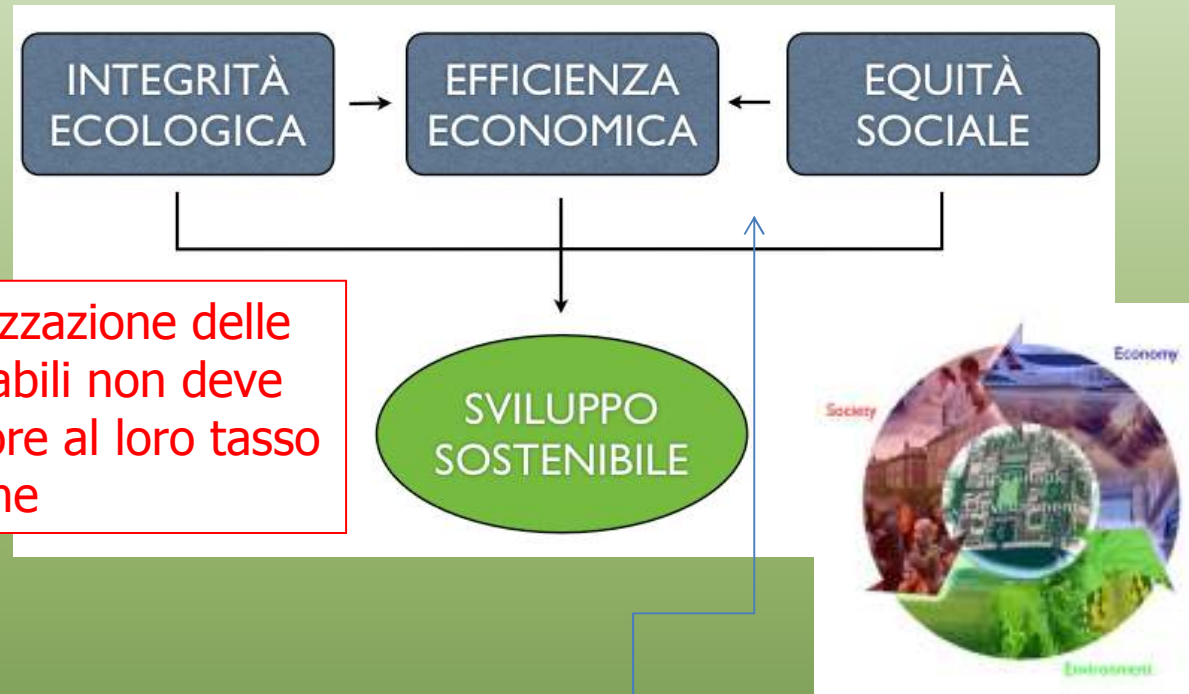 INTEGRITÀ
ECOLOGICA
EFFICIENZA
ECONOMICA
EQUITÀ
SOCIALE
zzazione delle
abili non deve
ore al loro tasso
ne
SVILUPPO
SOSTENIBILE
Economy
Society
Environment